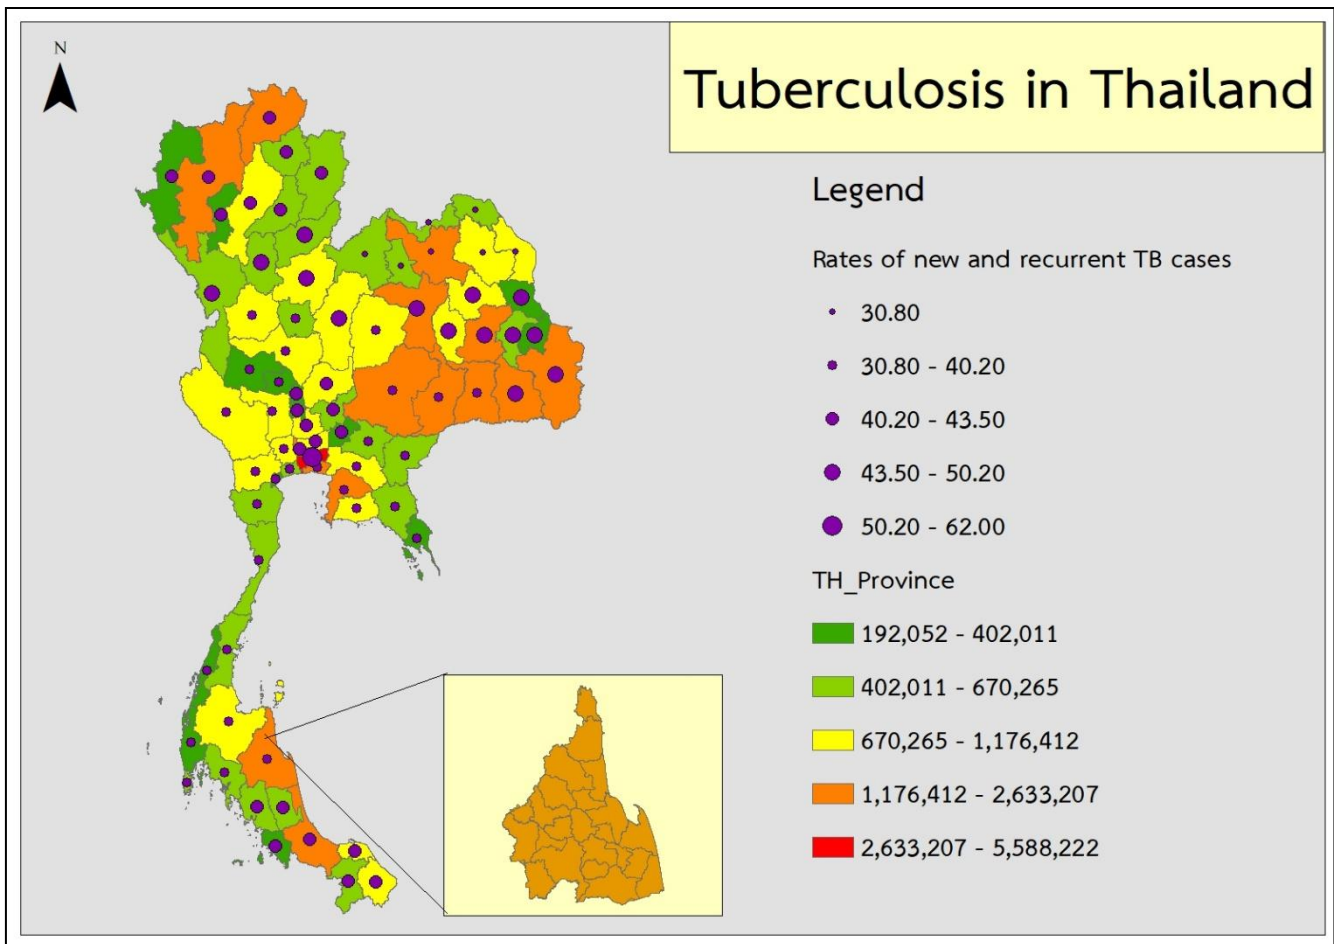 N
Tuberculosis in Thailand
Legend
Rates of new and recurrent TB cases
30.80
30.80 - 40.20
40.20 - 43.50
43.50 - 50.20
50.20 - 62.00
TH_Province
192,052 - 402,011
402,011 - 670,265
670,265 - 1,176,412
1,176,412 - 2,633,207
2,633,207 - 5,588,222